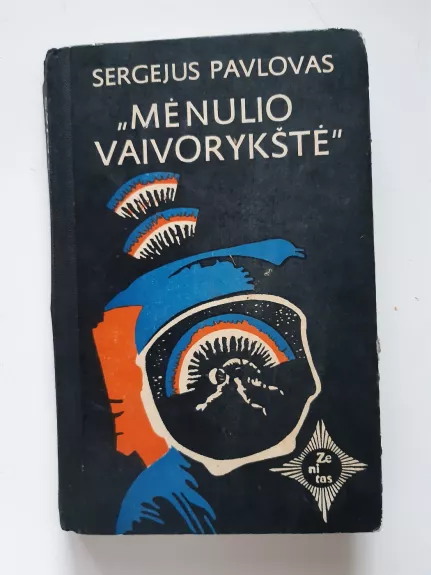 SERGEJUS PAVLOVAS
„MĖNULIO
VAIVORYKŠTĖ”
Ze
ni
tas